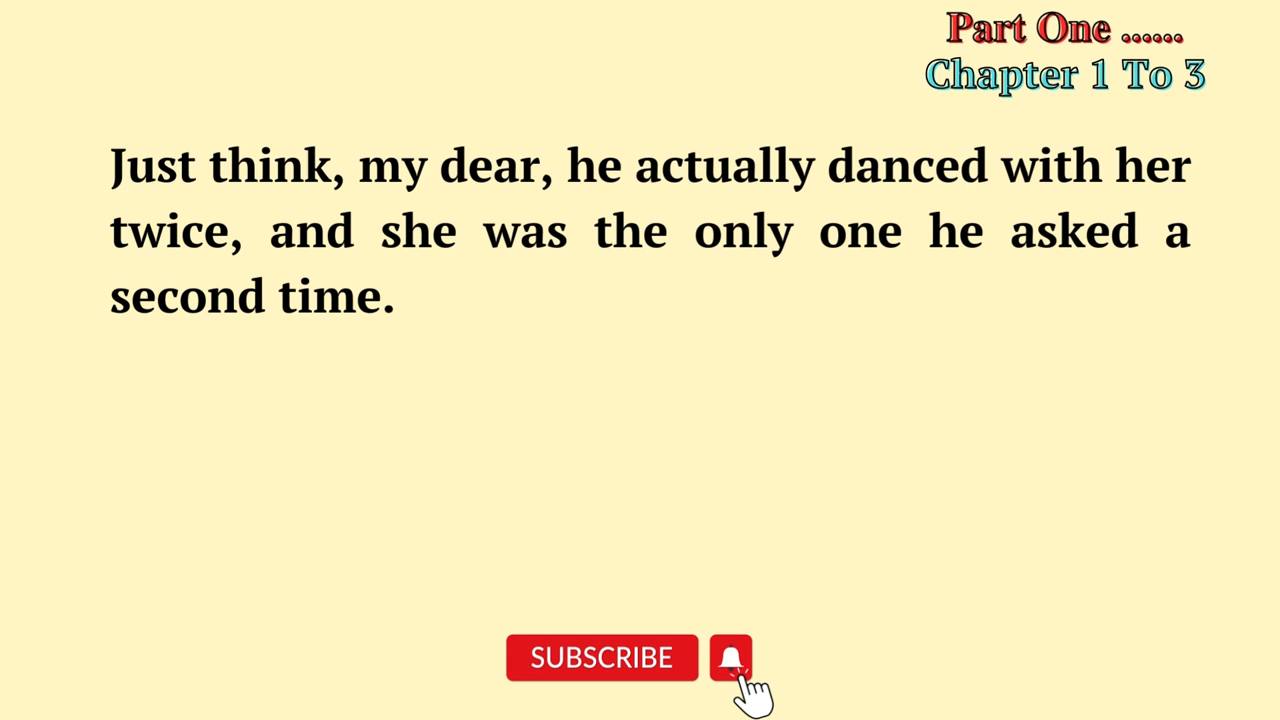 Part One ......
Chapter 1 To 3
Just think, my dear, he actually danced with her
twice, and she was the only one he asked a
second time.
SUBSCRIBE